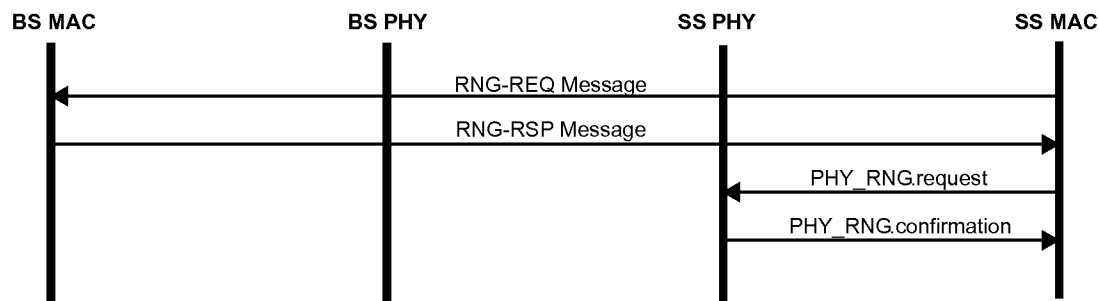 BS MAC BS PHY SS PHY SS MAC
RNG-REQ Message
RNG-RSP Message
PHY_RNG.request
PHY_RNG.confirmation